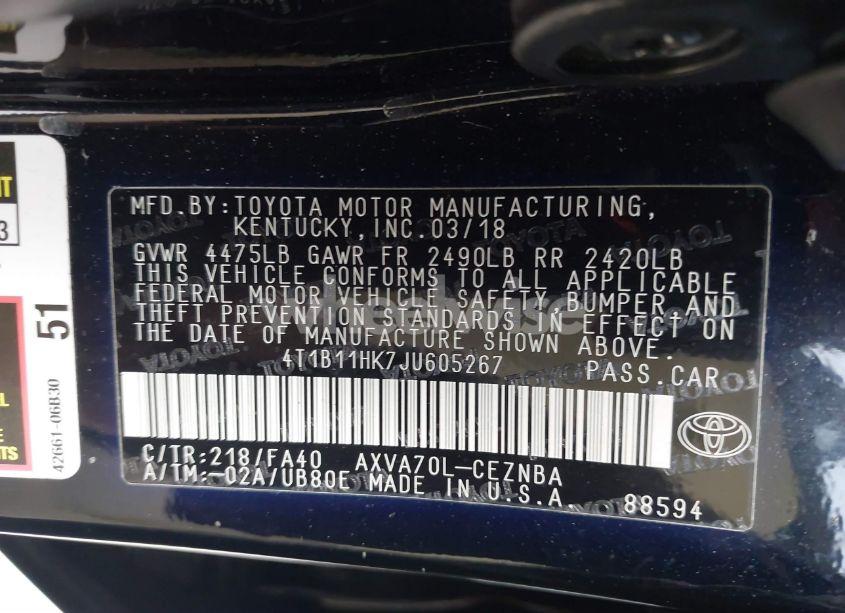 MFD.BY:TOYOTA MOTOR MANUFACTURING,
KENTUCKY,INC.03/18
GVWR 4475LB GAWR FR 2490LB RR 2420LB
THIS VEHICLE CONFORMS TO ALL APPLICABLE
FEDERAL MOTOR VEHICLE SAFETY,BUMPER AND
THEFT PREVENTION STANDARDS IN EFFECT ON
THE DATE OF MANUFACTURE SHOWN ABOVE.
4T1B11HK7JU605267
PASS.CAR
C/TR:218/FA40 AXVA70L-CEZNBA
A/TM:-02A/UB80E MADE IN U.S.A.
88594
51
42661-06B30